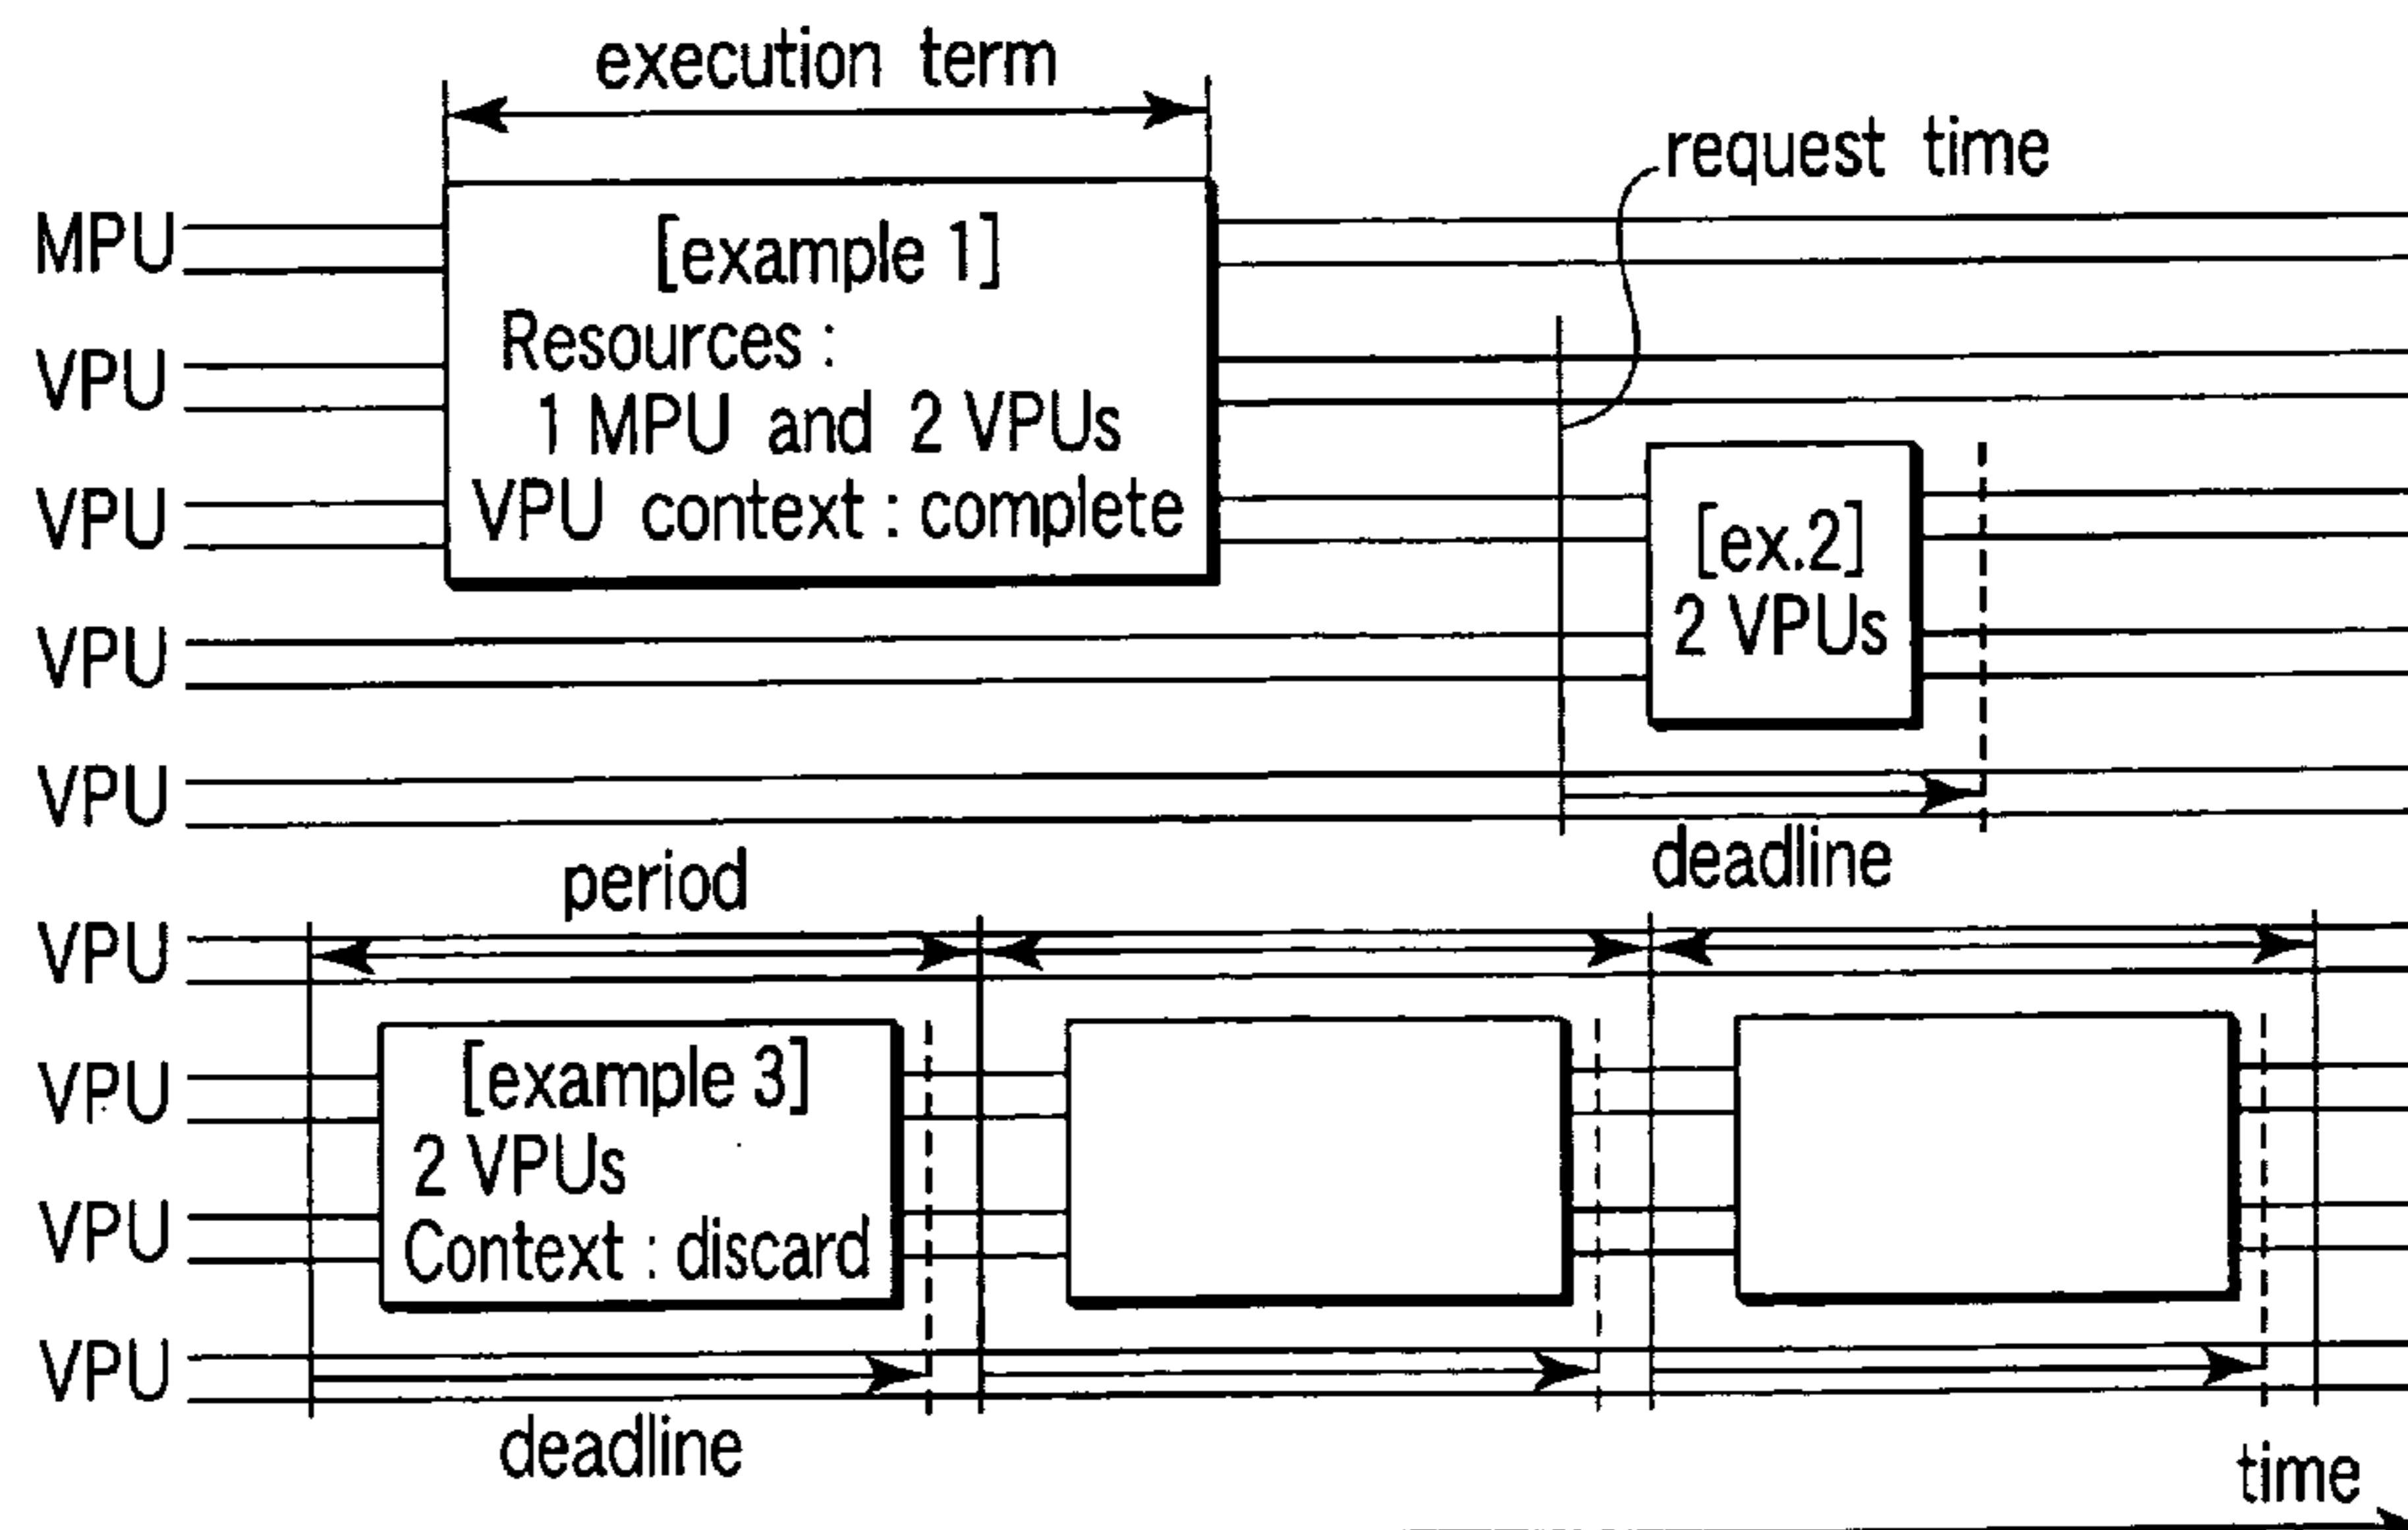 execution term
request time
MPU
[example 1]
Resources :
1 MPU and 2 VPUs
VPU context : complete
VPU
VPU
[ex.2]
2 VPUs
VPU
VPU
deadline
period
VPU
VPU
[example 3]
2 VPUs
Context : discard
VPU
VPU
deadline
time